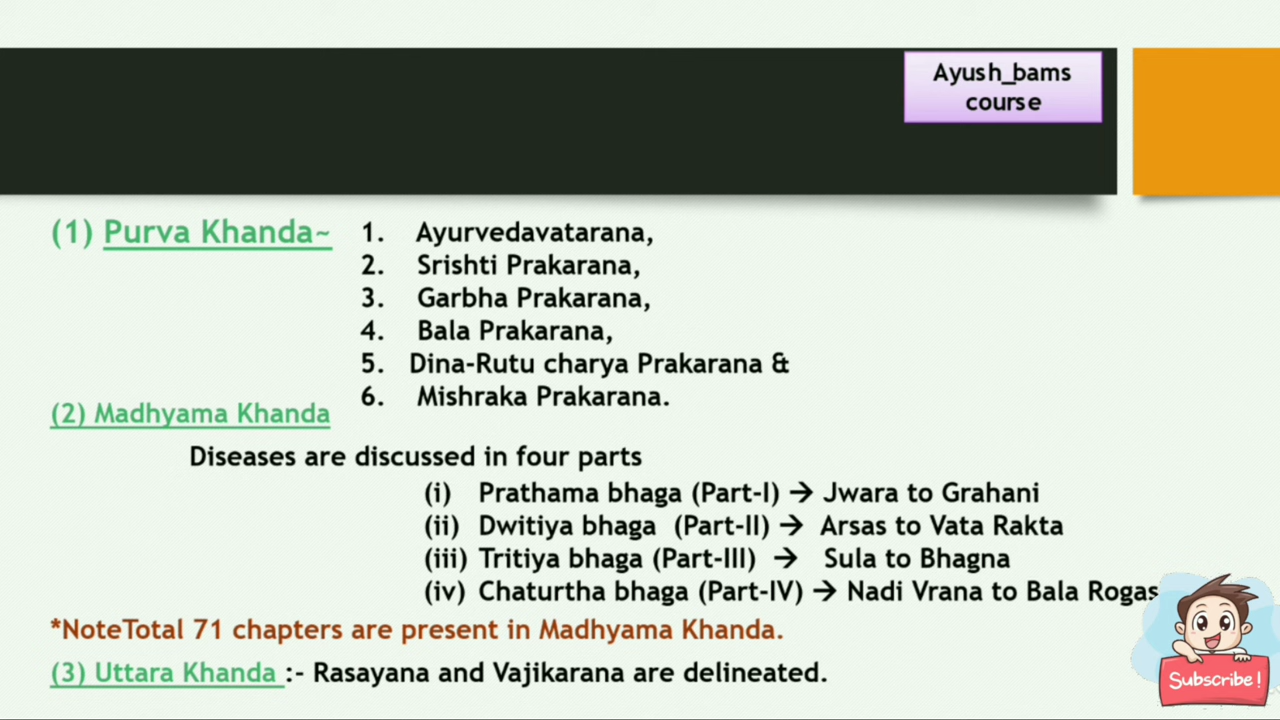 Ayush_bams
course
(1) Purva Khanda~ 1. Ayurvedavatarana,
2. Srishti Prakarana,
3. Garbha Prakarana,
4. Bala Prakarana,
5. Dina-Rutu charya Prakarana &
6. Mishraka Prakarana.
(2) Madhyama Khanda
Diseases are discussed in four parts
(i) Prathama bhaga (Part-I) → Jwara to Grahani
(ii) Dwitiya bhaga (Part-II) → Arsas to Vata Rakta
(iii) Tritiya bhaga (Part-III) → Sula to Bhagna
(iv) Chaturtha bhaga (Part-IV) → Nadi Vrana to Bala Rogas
*NoteTotal 71 chapters are present in Madhyama Khanda.
(3) Uttara Khanda :- Rasayana and Vajikarana are delineated.
Subscribe!